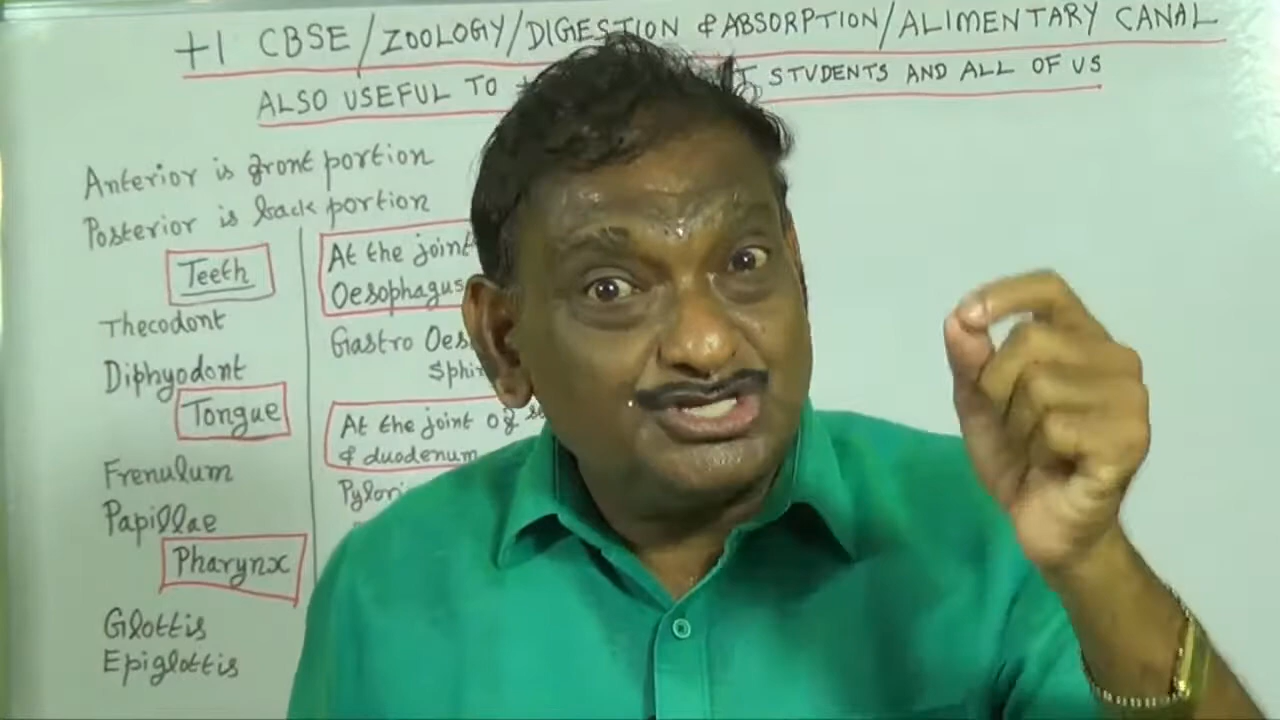 +1 CBSE/ZOOLOGY/DIGESTION & ABSORPTION/ALIMENTARY CANAL
ALSO USEFUL TO STUDENTS AND ALL OF US
Anterior is front portion
Posterior is back portion
Teeth
Thecodont
Diphyodont
Tongue
Frenulum
Papillae
Pharynx
Glottis
Epiglottis
At the joint
Oesophagus
Gastro
At the joint of
& duodenum